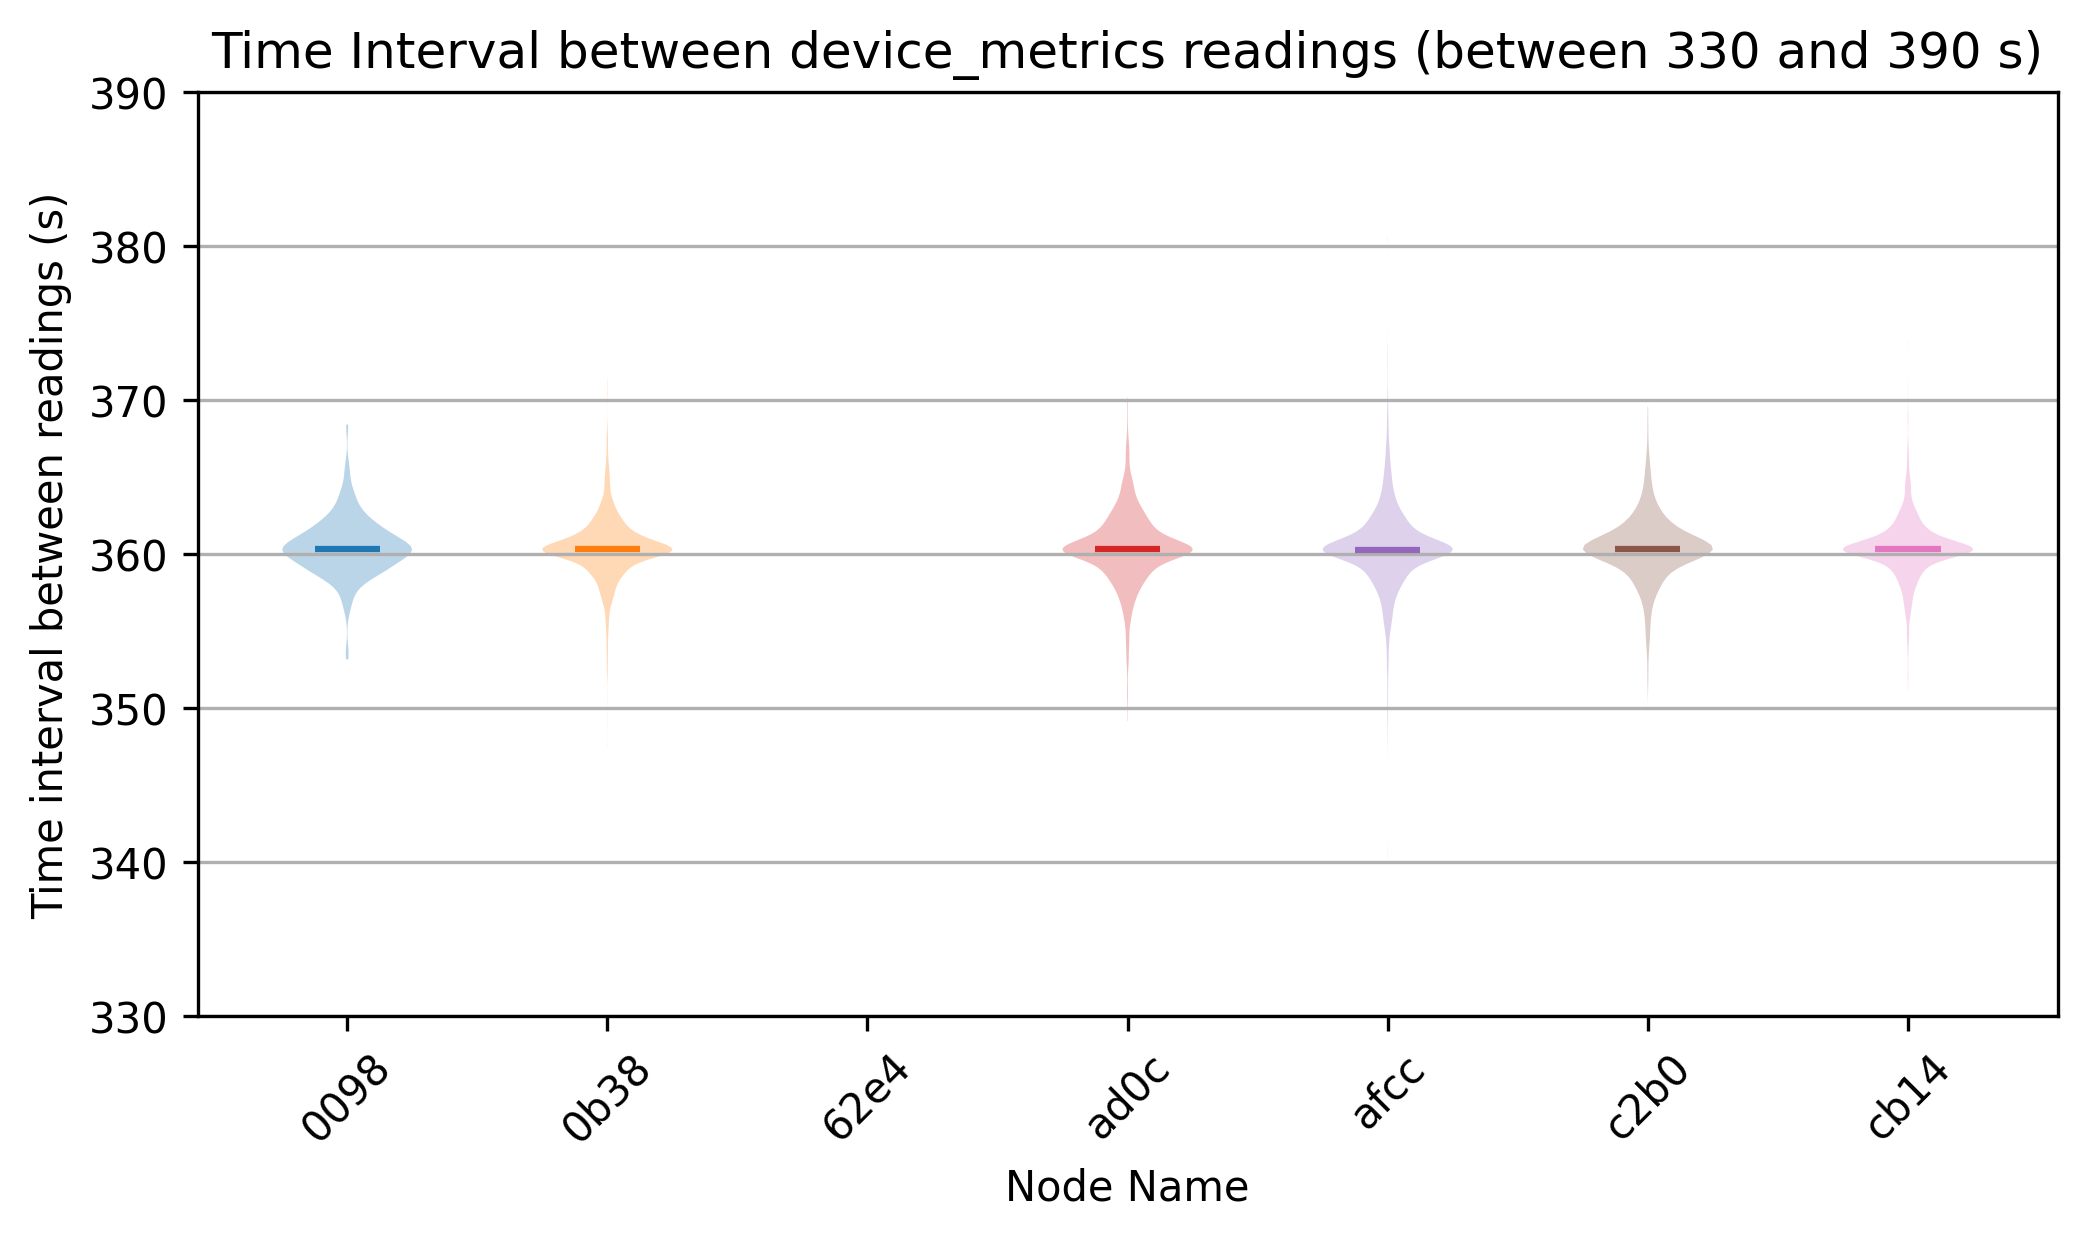 Time Interval between device_metrics readings (between 330 and 390 s)
Time interval between readings (s)
390
380
370
360
350
340
330
0098
0b38
62e4
ad0c
afcc
c2b0
cb14
Node Name